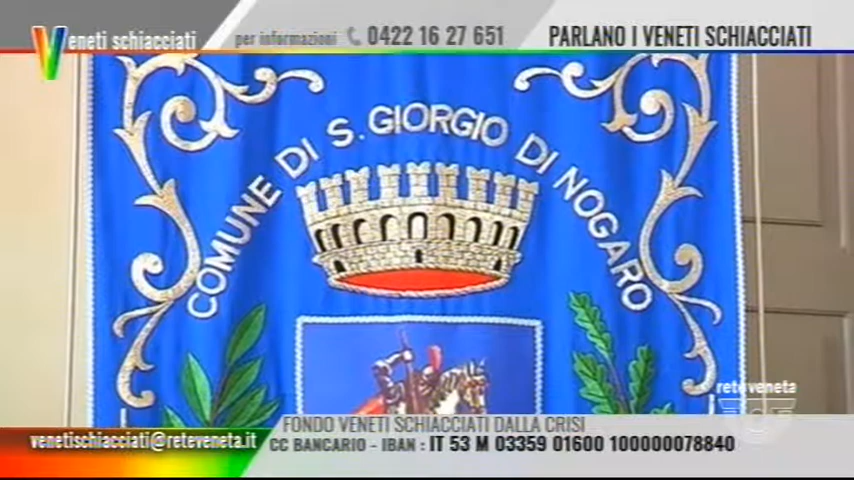 Veneti schiacciati
per informazioni 0422 16 27 651
PARLANO I VENETI SCHIACCIATI
COMUNE DI S. GIORGIO DI NOGARO
reteveneta
FONDO VENETI SCHIACCIATI DALLA CRISI
venetischiacciati@reteveneta.it
CC BANCARIO - IBAN : IT 53 M 03359 01600 100000078840